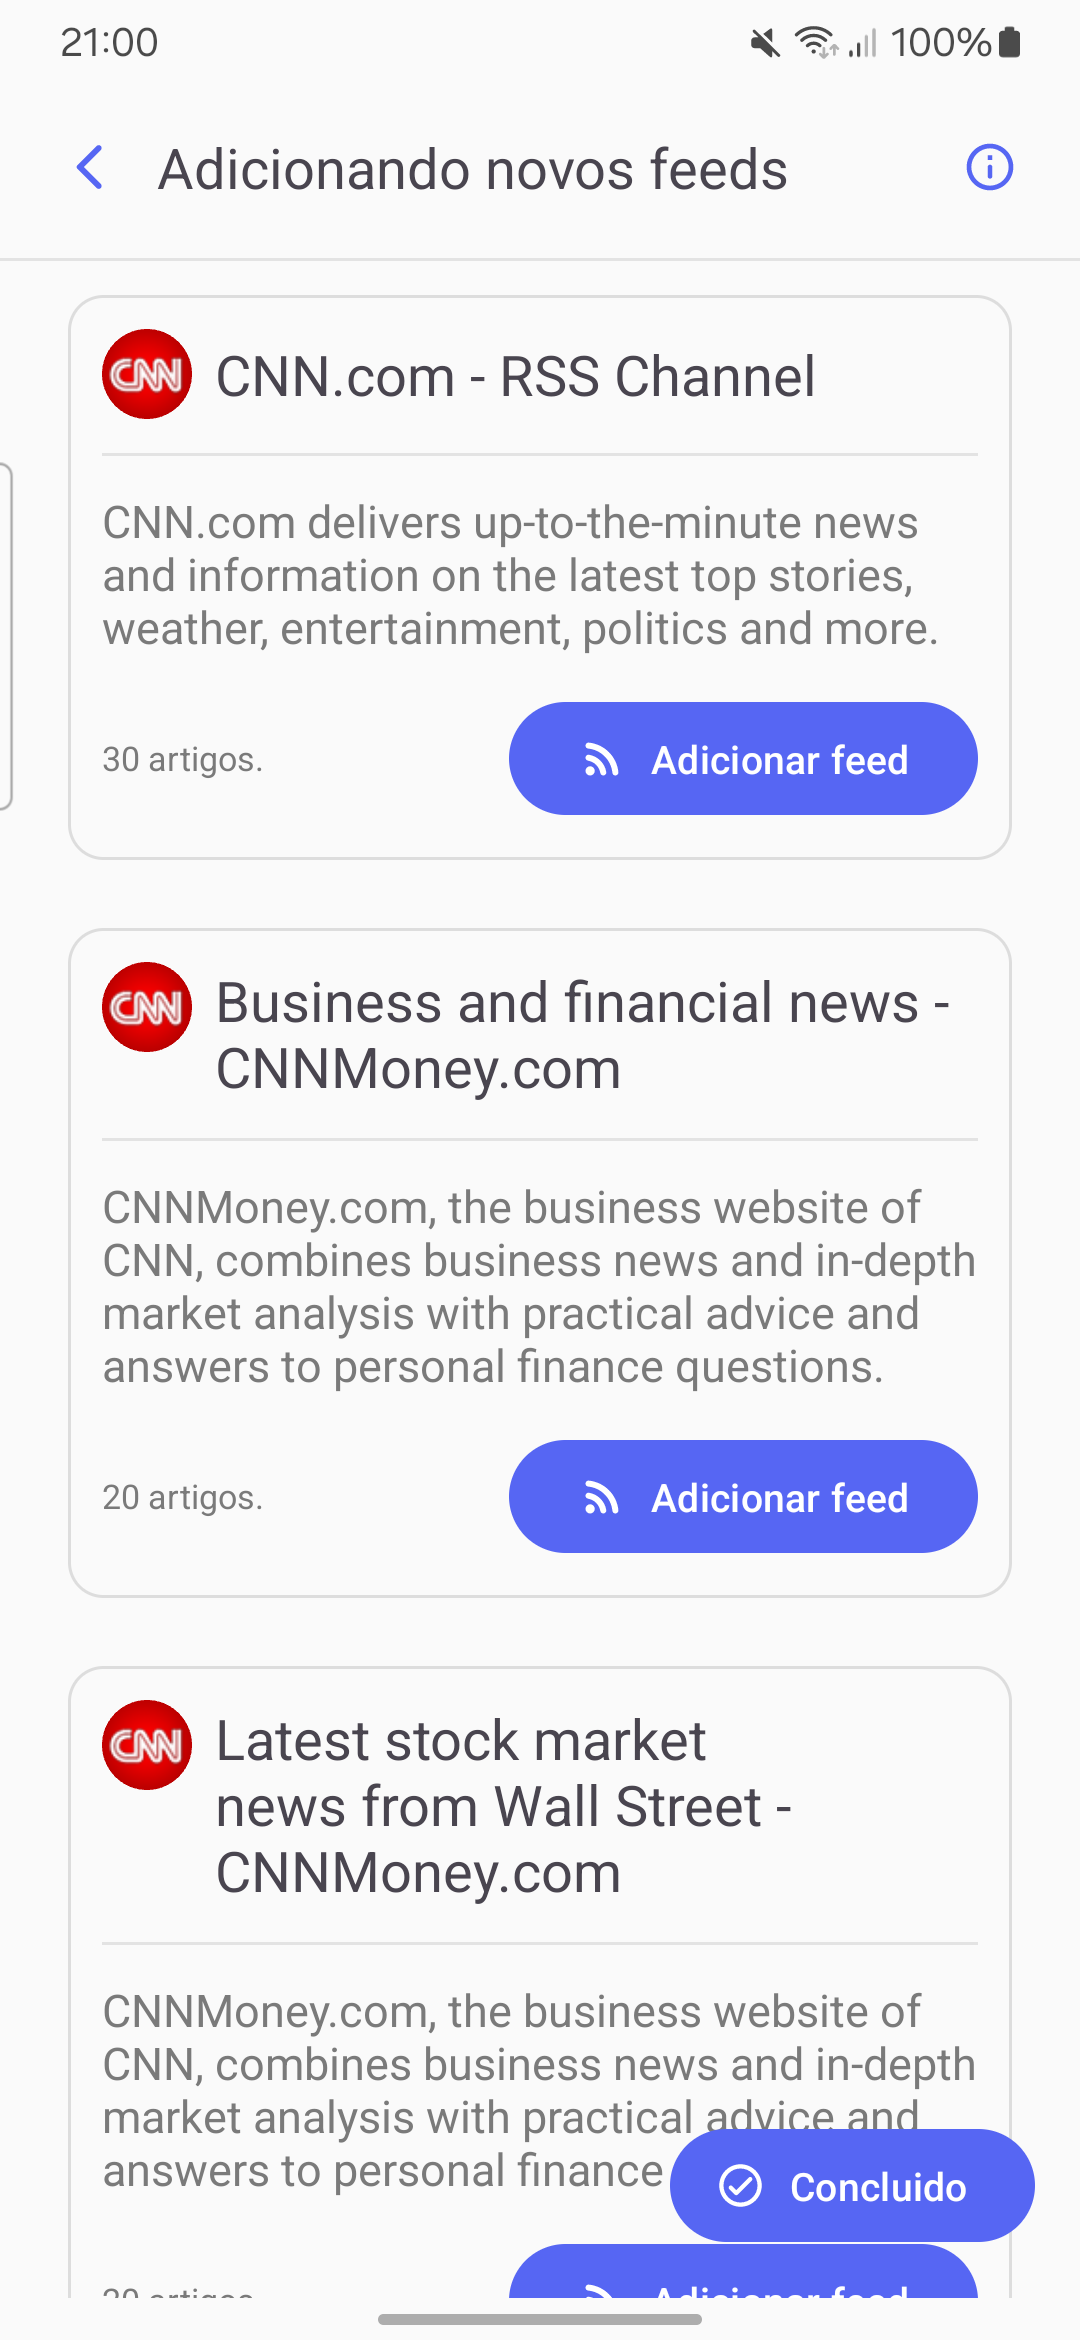 21:00
100%
Adicionando novos feeds
CNN
CNN.com - RSS Channel
CNN.com delivers up-to-the-minute news
and information on the latest top stories,
weather, entertainment, politics and more.
30 artigos.
Adicionar feed
CNN
Business and financial news -
CNNMoney.com
CNNMoney.com, the business website of
CNN, combines business news and in-depth
market analysis with practical advice and
answers to personal finance questions.
20 artigos.
Adicionar feed
CNN
Latest stock market
news from Wall Street -
CNNMoney.com
CNNMoney.com, the business website of
CNN, combines business news and in-depth
market analysis with practical advice and
answers to personal finance
Concluido
Adicionar feed